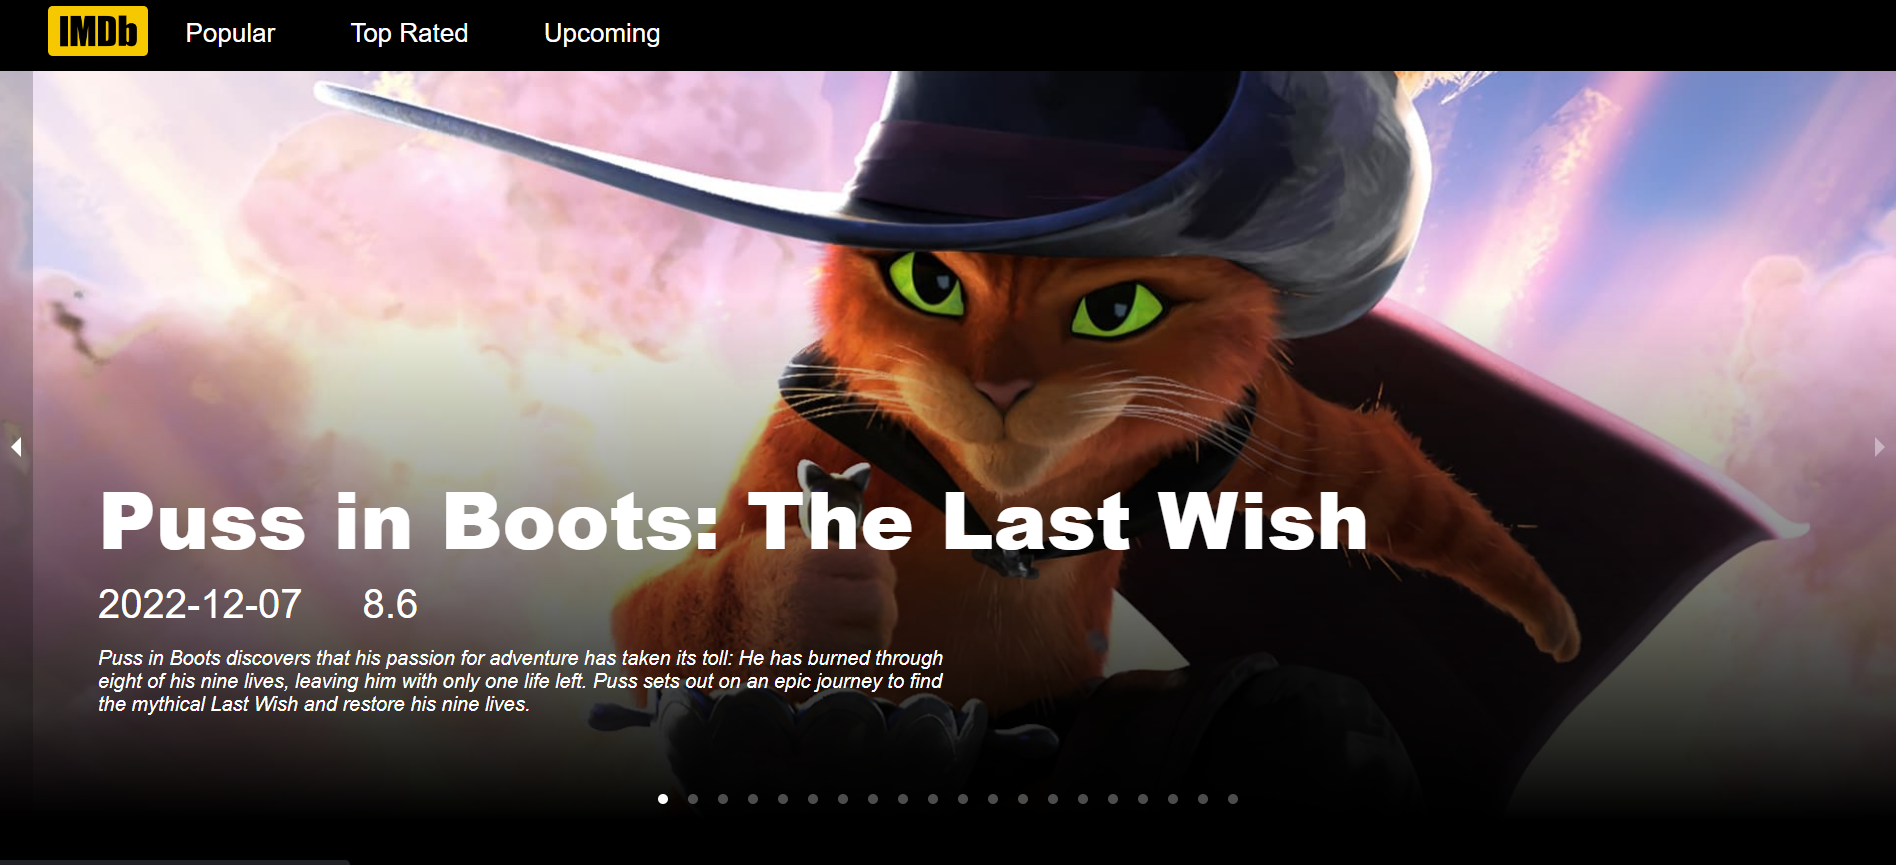 IMDb Popular Top Rated Upcoming
Puss in Boots: The Last Wish
2022-12-07 8.6
Puss in Boots discovers that his passion for adventure has taken its toll: He has burned through
eight of his nine lives, leaving him with only one life left. Puss sets out on an epic journey to find
the mythical Last Wish and restore his nine lives.